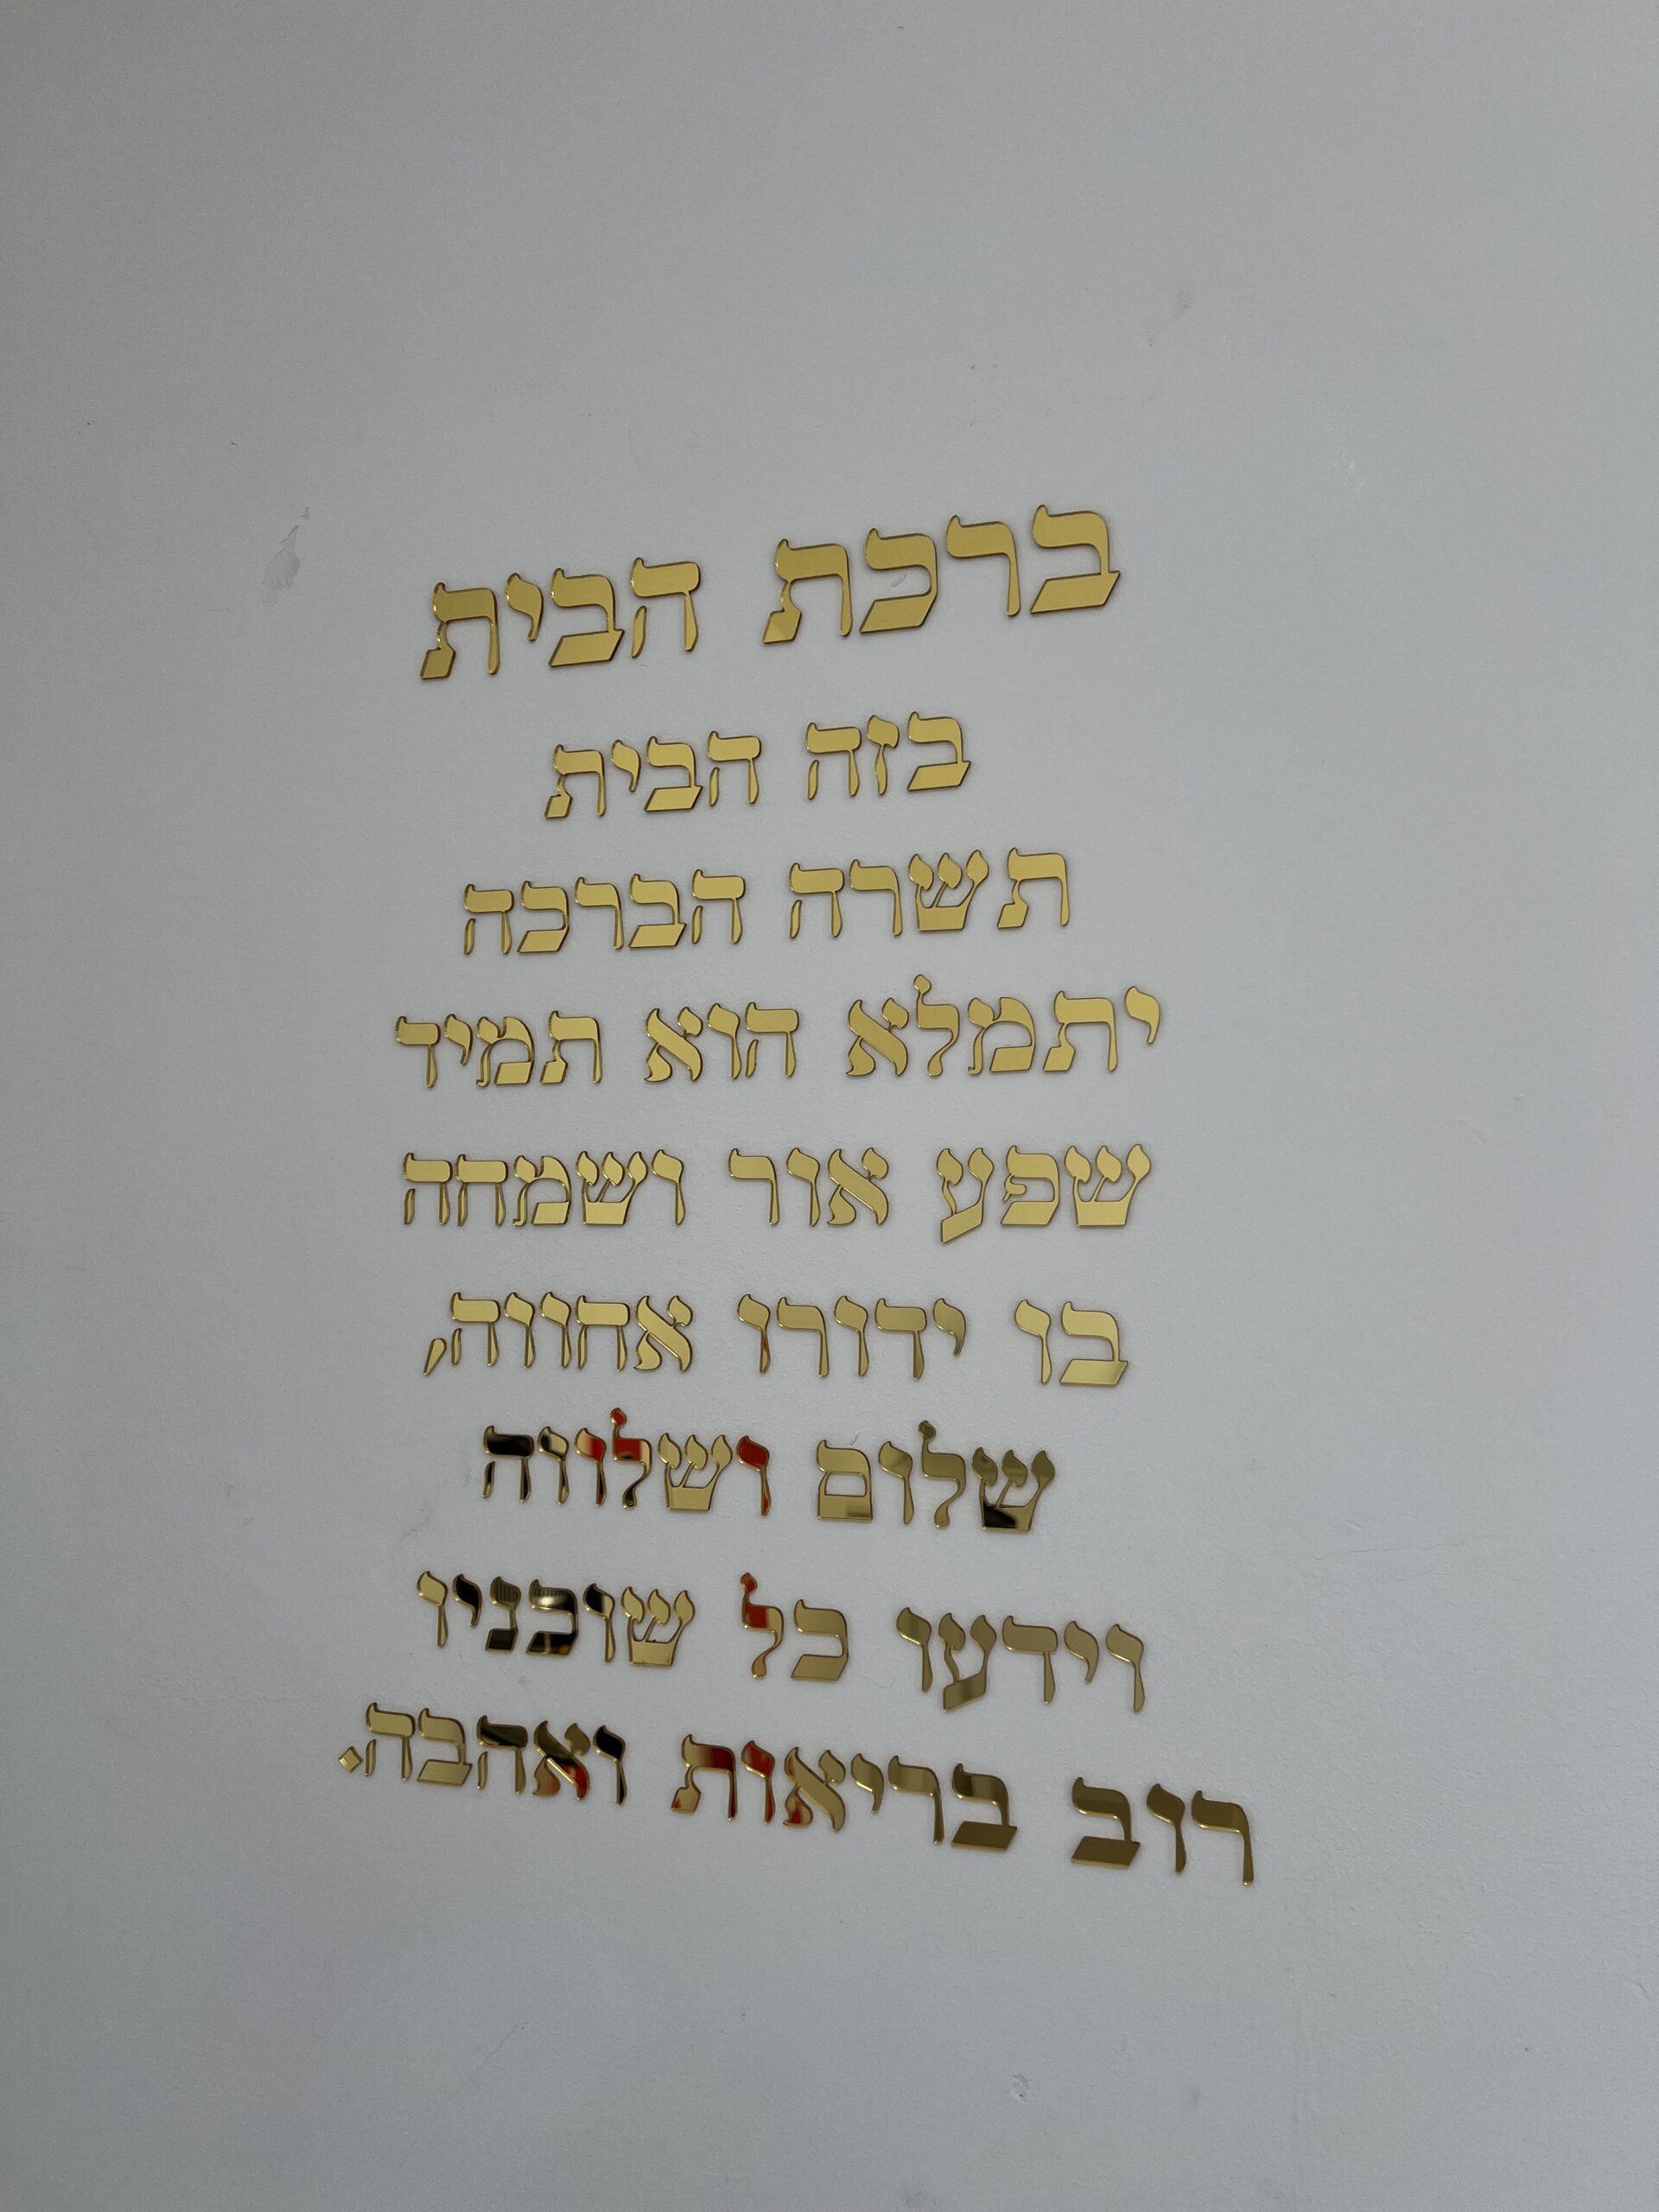 ברכת הבית
בזה הבית
תשרה הברכה
יתמלא הוא תמיד
שפע אור ושמחה
בו ידורו אחווה,
שלום ושלווה
וידעו כל שוכניו
רוב בריאות ואהבה.